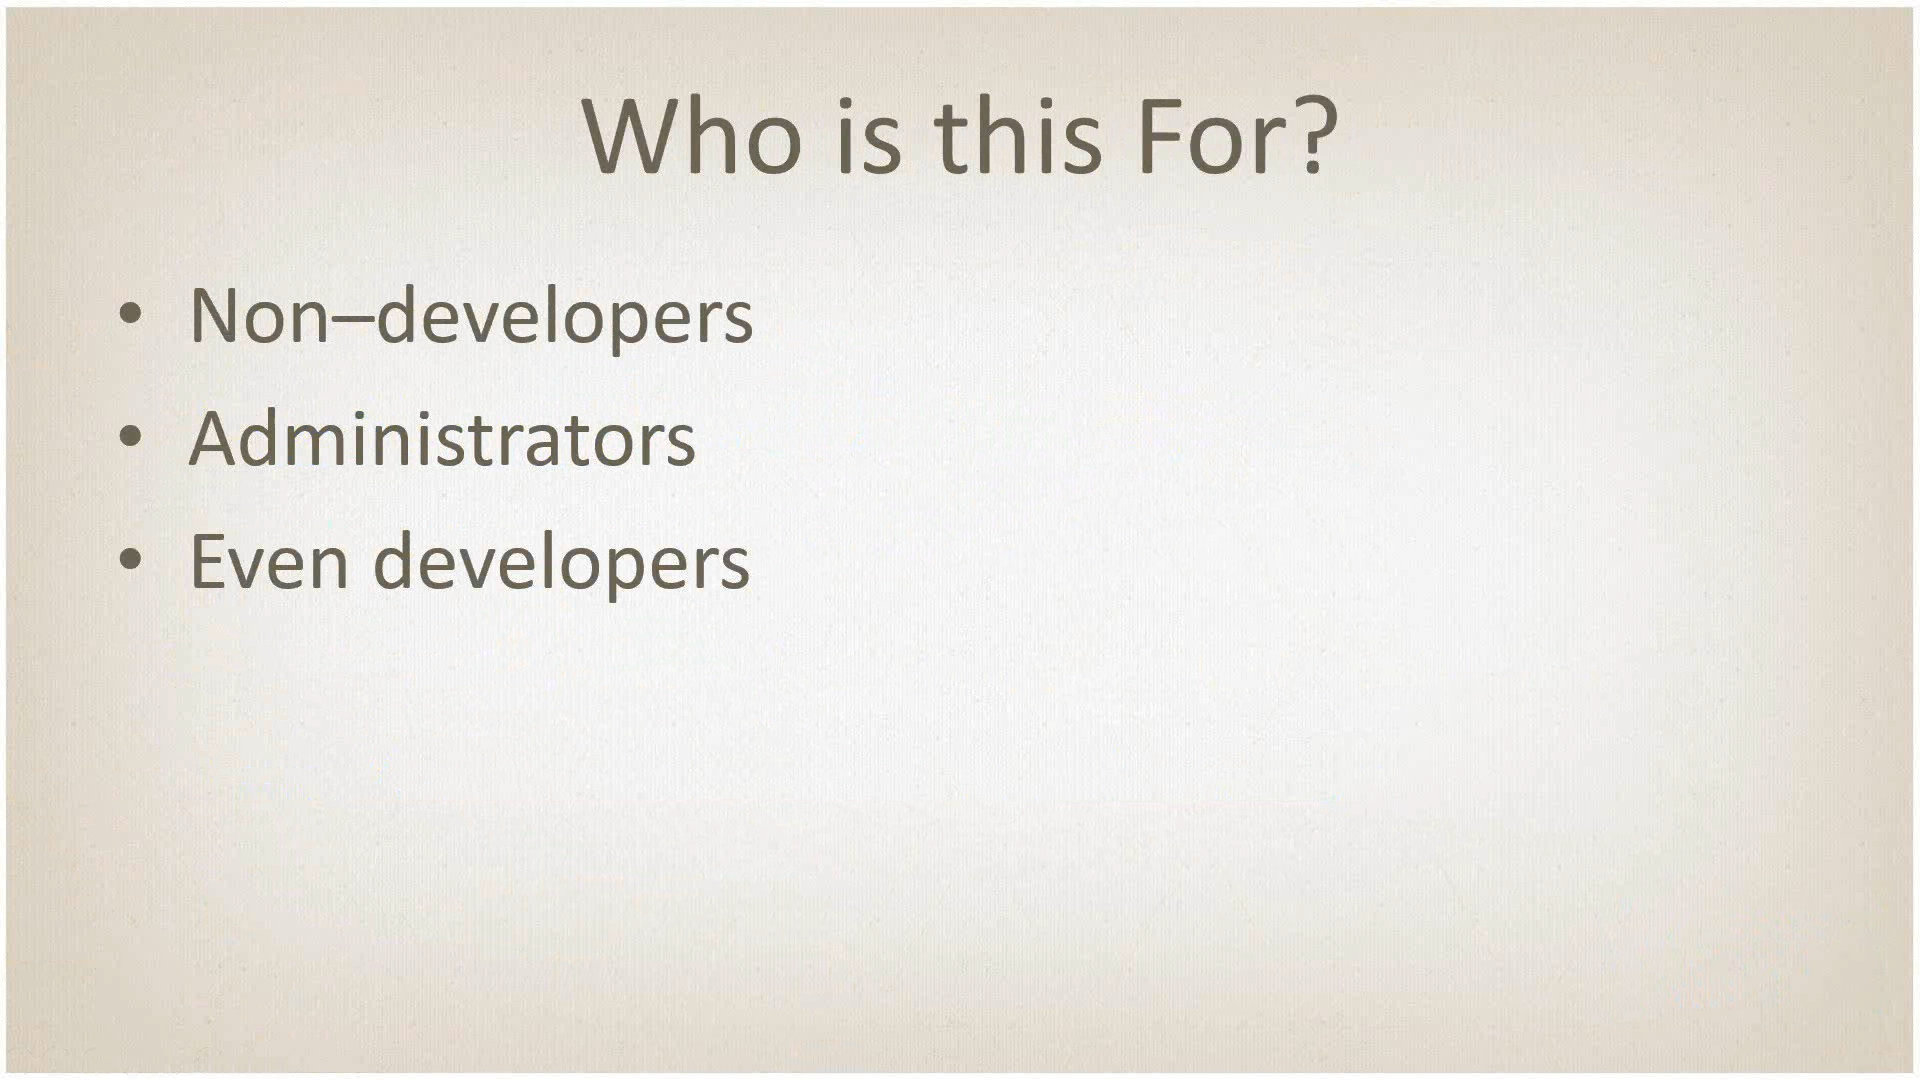 Who is this For?
• Non–developers
• Administrators
• Even developers